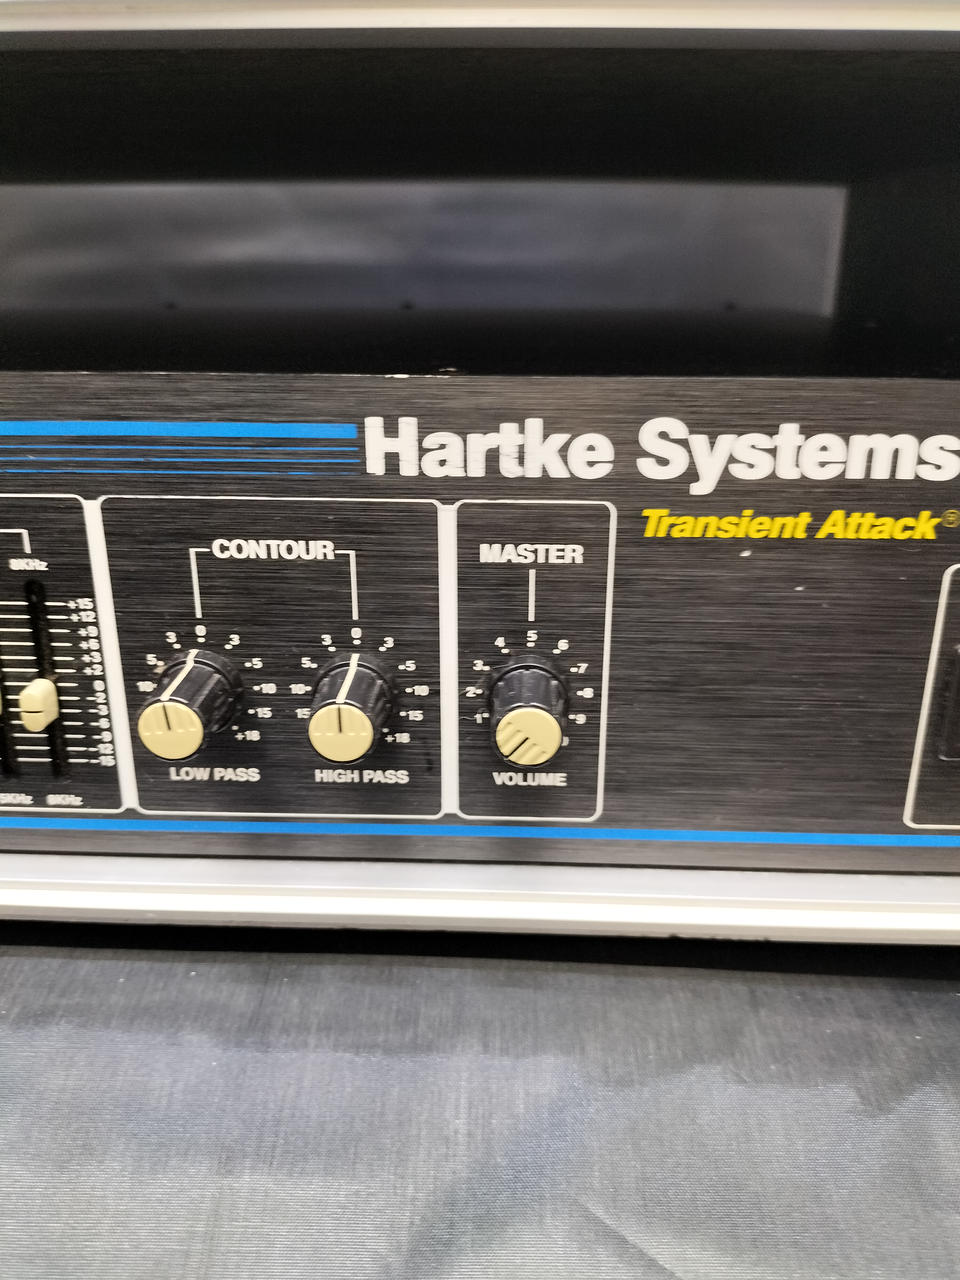 Hartke Systems
Transient Attack®
8KHz
+15
+12
+9
+6
+3
+2
0
-2
-3
-6
-9
-12
-15
5KHz 8KHz
CONTOUR
3 0 3
5 5
10 10
15
+18
LOW PASS
3 0 3
5 5
10 10
15 15
+18
HIGH PASS
MASTER
4 5 6
3 7
2 8
1 9
VOLUME